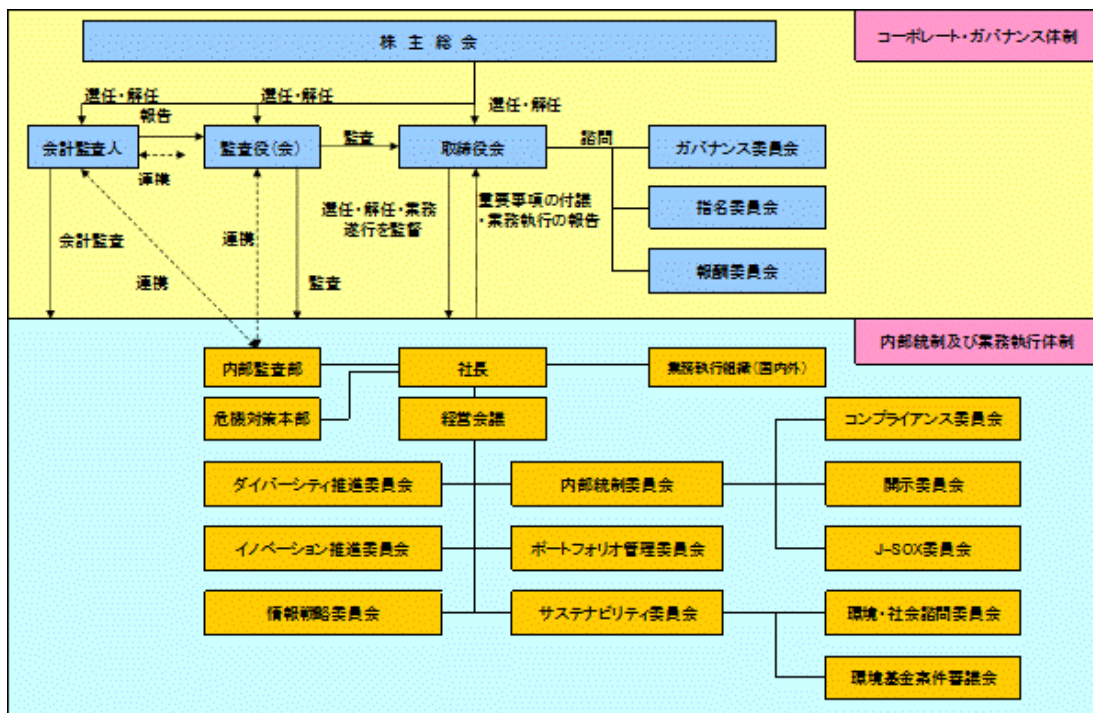 株主総会
コーポレート・ガバナンス体制
選任・解任
選任・解任
選任・解任
報告
会計監査人
監査役(会)
監査
取締役会
諮問
ガバナンス委員会
連携
指名委員会
重要事項の付議
・業務執行の報告
選任・解任・業務
遂行を監督
会計監査
連携
報酬委員会
連携
監査
内部統制及び業務執行体制
内部監査部
社長
業務執行組織(国内外)
危機対策本部
経営会議
コンプライアンス委員会
ダイバーシティ推進委員会
内部統制委員会
開示委員会
イノベーション推進委員会
ポートフォリオ管理委員会
J-SOX委員会
情報戦略委員会
サステナビリティ委員会
環境・社会諮問委員会
環境基金案件審議会